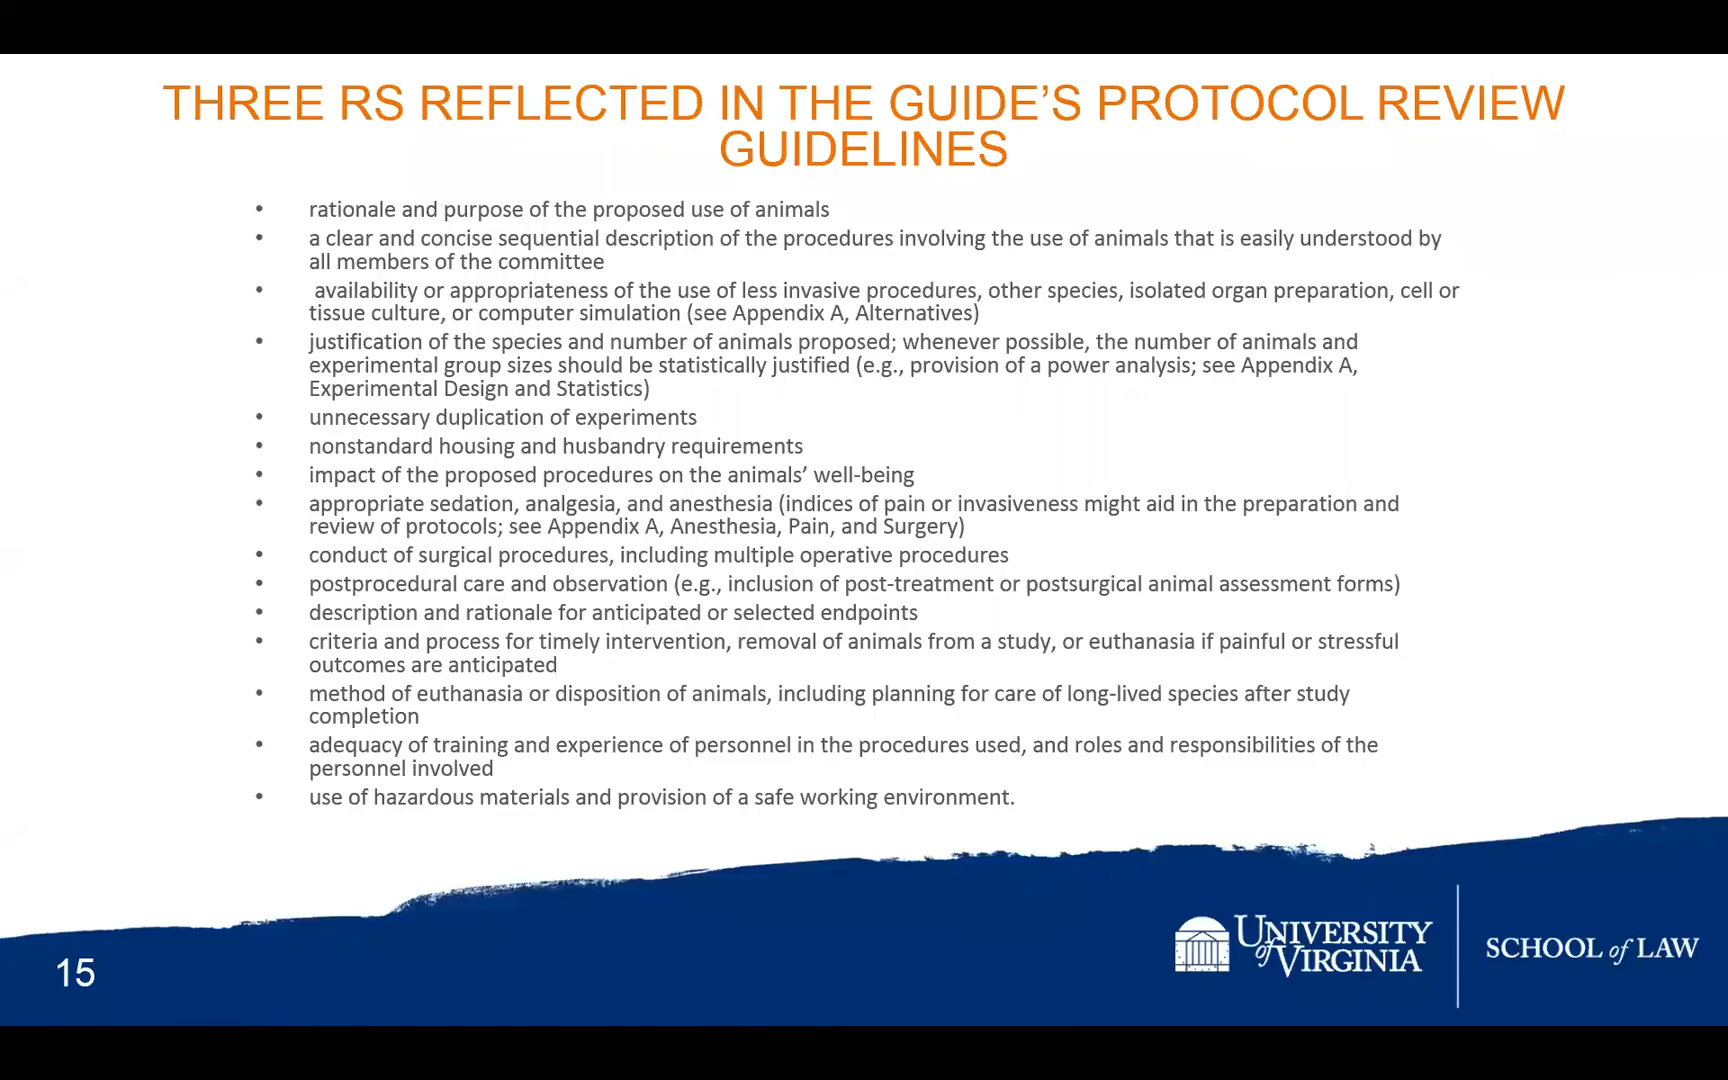 THREE RS REFLECTED IN THE GUIDE'S PROTOCOL REVIEW
GUIDELINES
• rationale and purpose of the proposed use of animals
• a clear and concise sequential description of the procedures involving the use of animals that is easily understood by
all members of the committee
• availability or appropriateness of the use of less invasive procedures, other species, isolated organ preparation, cell or
tissue culture, or computer simulation (see Appendix A, Alternatives)
• justification of the species and number of animals proposed; whenever possible, the number of animals and
experimental group sizes should be statistically justified (e.g., provision of a power analysis; see Appendix A,
Experimental Design and Statistics)
• unnecessary duplication of experiments
• nonstandard housing and husbandry requirements
• impact of the proposed procedures on the animals' well-being
• appropriate sedation, analgesia, and anesthesia (indices of pain or invasiveness might aid in the preparation and
review of protocols; see Appendix A, Anesthesia, Pain, and Surgery)
• conduct of surgical procedures, including multiple operative procedures
• postprocedural care and observation (e.g., inclusion of post-treatment or postsurgical animal assessment forms)
• description and rationale for anticipated or selected endpoints
• criteria and process for timely intervention, removal of animals from a study, or euthanasia if painful or stressful
outcomes are anticipated
• method of euthanasia or disposition of animals, including planning for care of long-lived species after study
completion
• adequacy of training and experience of personnel in the procedures used, and roles and responsibilities of the
personnel involved
• use of hazardous materials and provision of a safe working environment.
15
UNIVERSITY
of VIRGINIA
SCHOOL of LAW